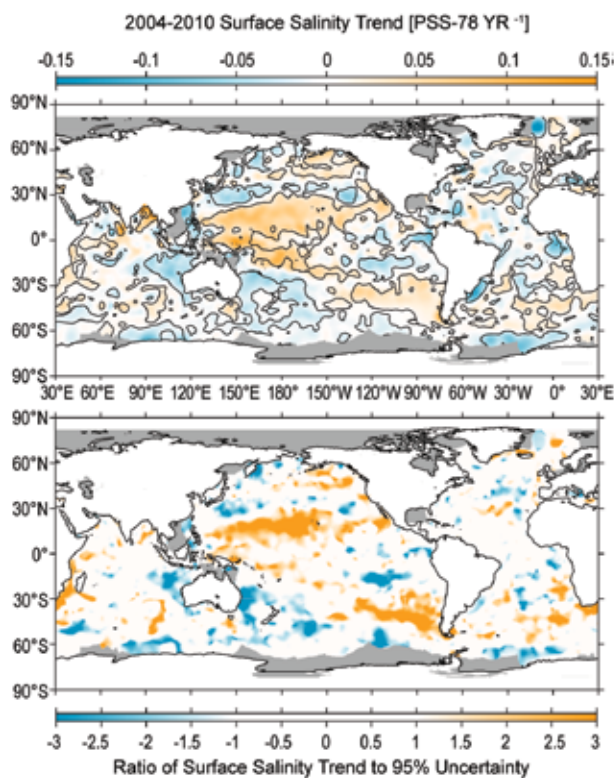 2004-2010 Surface Salinity Trend [PSS-78 YR ⁻¹]
-0.15 -0.1 -0.05 0 0.05 0.1 0.15
90°N
60°N
30°N
0°
30°S
60°S
90°S
30°E 60°E 90°E 120°E 150°E 180°W 150°W 120°W 90°W 60°W 30°W 0° 30°E
90°N
60°N
30°N
0°
30°S
60°S
90°S
-3 -2.5 -2 -1.5 -1 -0.5 0 0.5 1 1.5 2 2.5 3
Ratio of Surface Salinity Trend to 95% Uncertainty